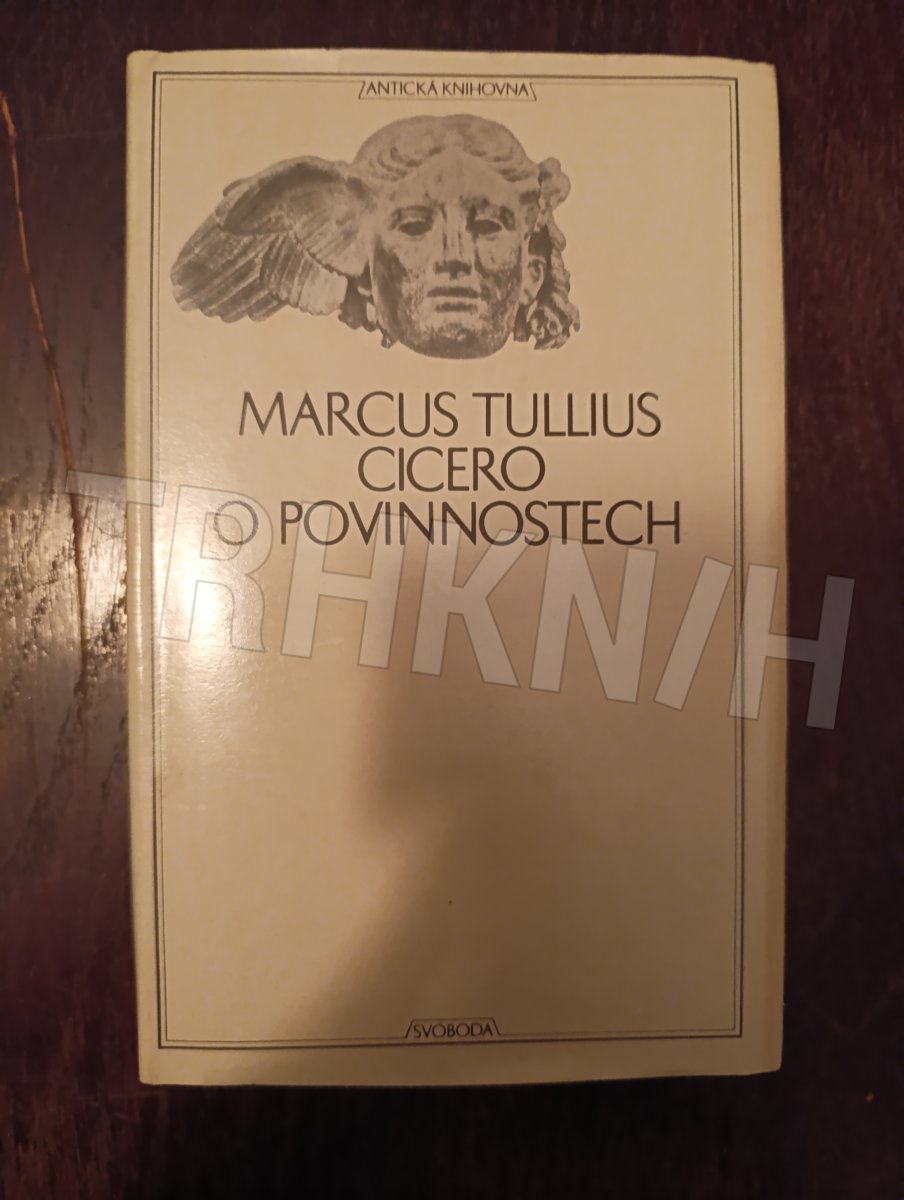 ANTICKÁ KNIHOVNA
MARCUS TULLIUS
CICERO
O POVINNOSTECH
TRHKNIH
SVOBODA